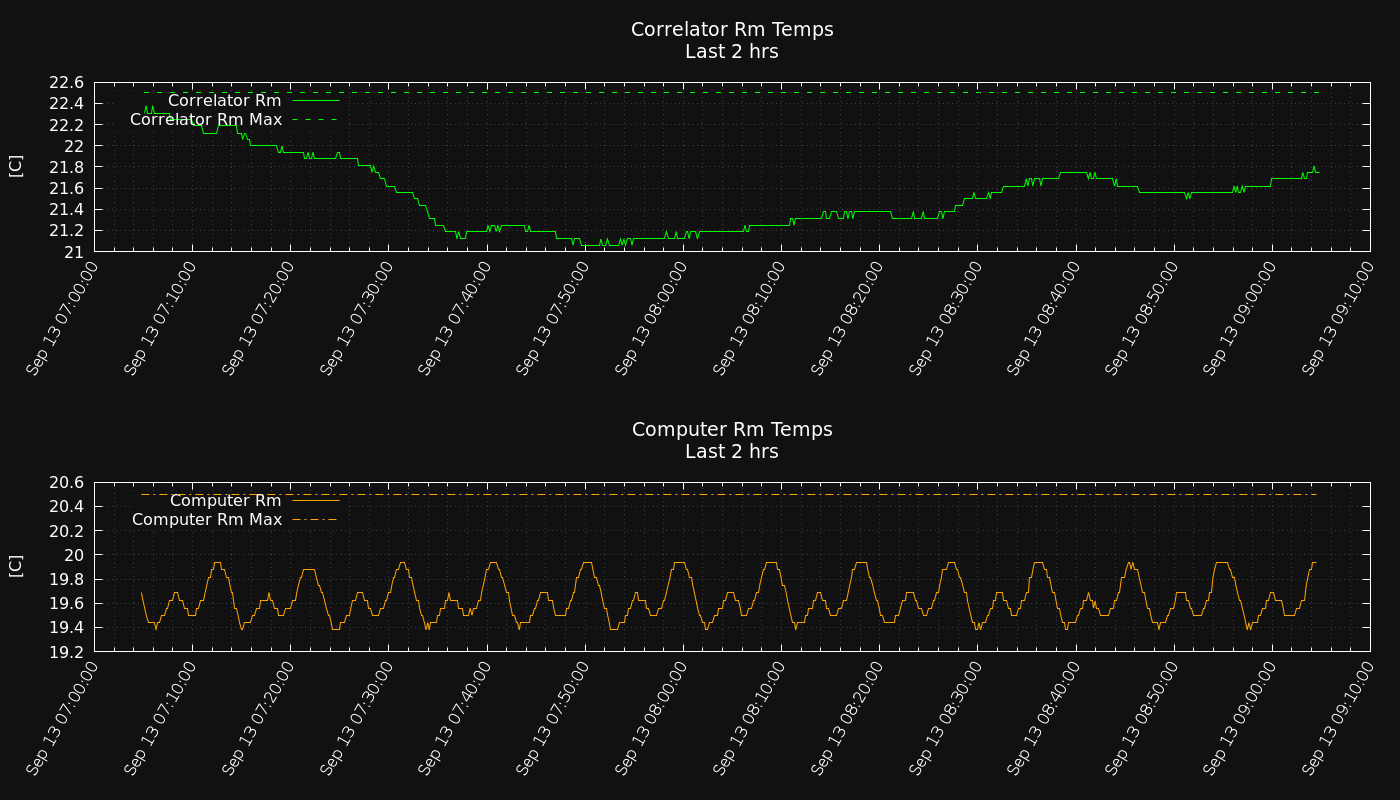 Correlator Rm Temps
Last 2 hrs
22.6
22.4
22.2
22
21.8
21.6
21.4
21.2
21
[C]
Correlator Rm
Correlator Rm Max
Sep 13 07:00:00
Sep 13 07:10:00
Sep 13 07:20:00
Sep 13 07:30:00
Sep 13 07:40:00
Sep 13 07:50:00
Sep 13 08:00:00
Sep 13 08:10:00
Sep 13 08:20:00
Sep 13 08:30:00
Sep 13 08:40:00
Sep 13 08:50:00
Sep 13 09:00:00
Sep 13 09:10:00
Computer Rm Temps
Last 2 hrs
20.6
20.4
20.2
20
19.8
19.6
19.4
19.2
[C]
Computer Rm
Computer Rm Max
Sep 13 07:00:00
Sep 13 07:10:00
Sep 13 07:20:00
Sep 13 07:30:00
Sep 13 07:40:00
Sep 13 07:50:00
Sep 13 08:00:00
Sep 13 08:10:00
Sep 13 08:20:00
Sep 13 08:30:00
Sep 13 08:40:00
Sep 13 08:50:00
Sep 13 09:00:00
Sep 13 09:10:00